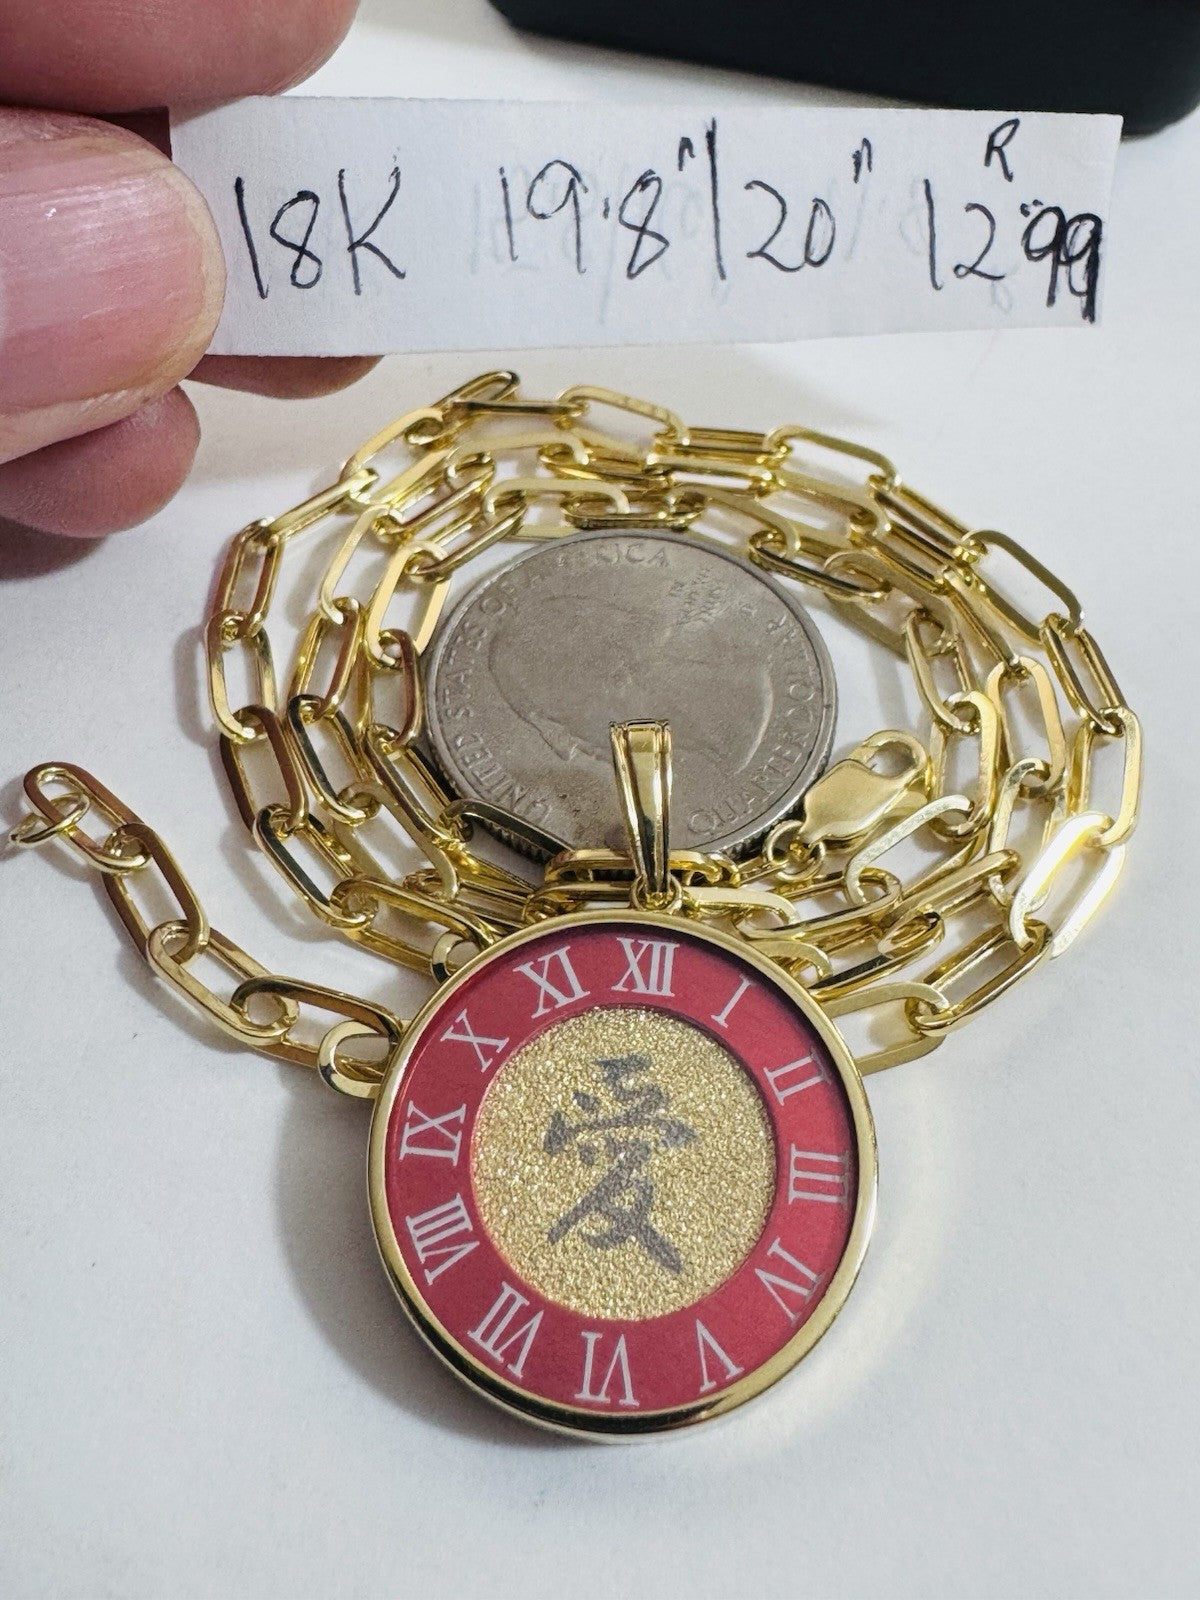 18K 19.8"/20" 12.99 R
UNITED STATES OF AMERICA
QUARTER DOLLAR
XII
I
II
III
IV
V
VI
VII
VIII
IX
X
XI
愛